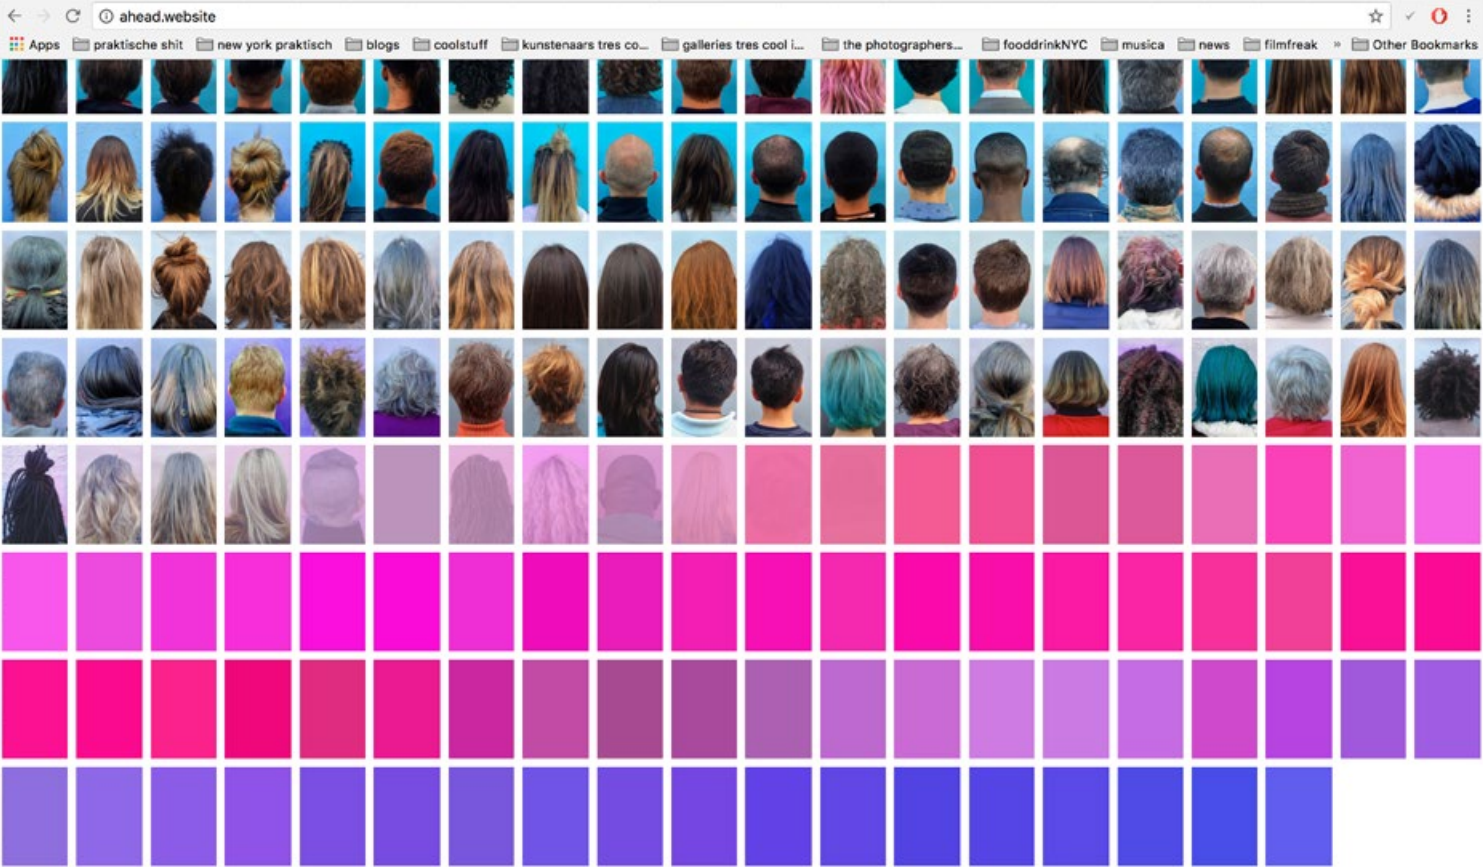 ahead.website
Apps praktische shit new york praktisch blogs coolstuff kunstenaars tres co... galleries tres cool i... the photographers... fooddrinkNYC musica news filmfreak » Other Bookmarks